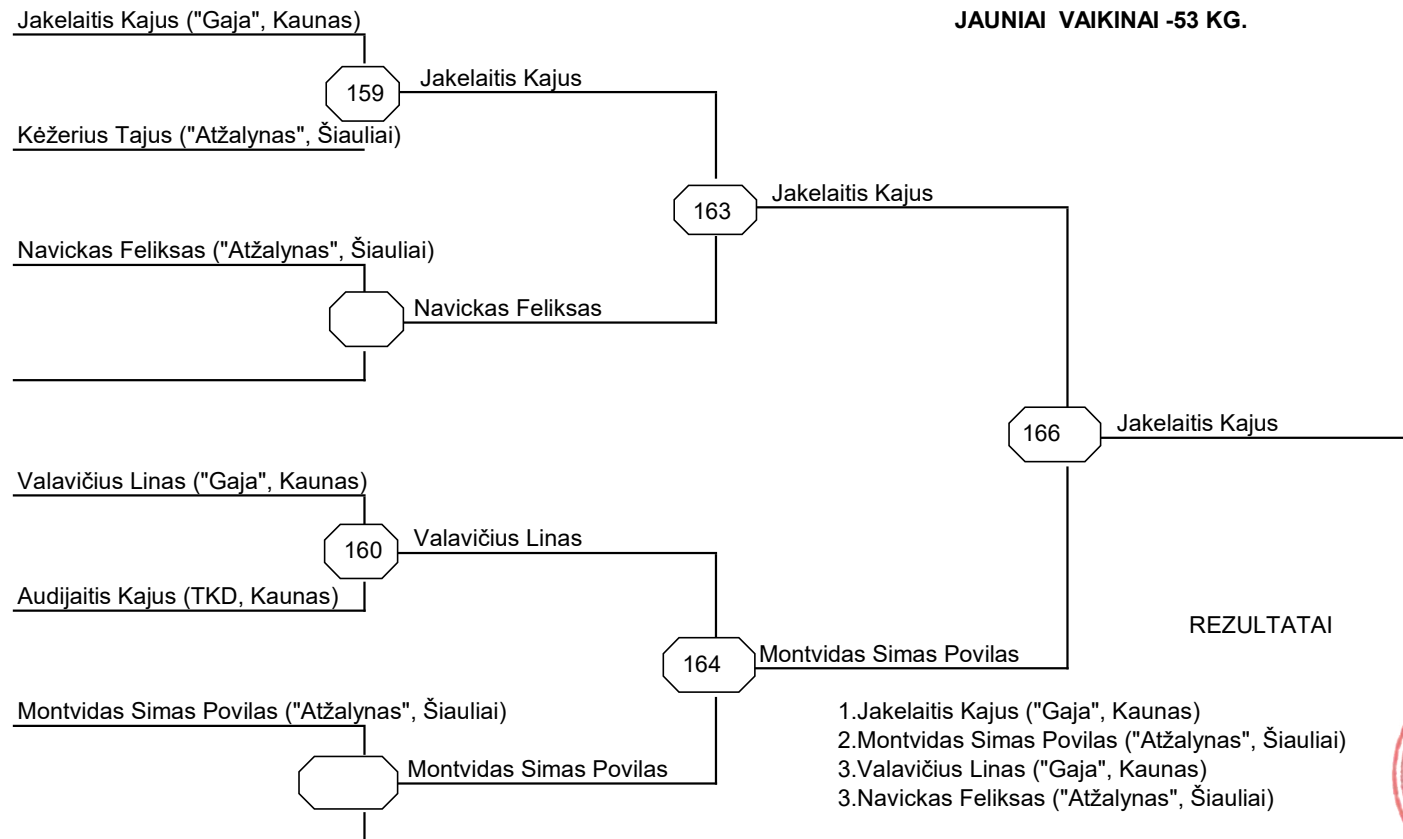 Jakelaitis Kajus ("Gaja", Kaunas)
JAUNIAI VAIKINAI -53 KG.
159
Jakelaitis Kajus
Kėžerius Tajus ("Atžalynas", Šiauliai)
163
Jakelaitis Kajus
Navickas Feliksas ("Atžalynas", Šiauliai)
Navickas Feliksas
166
Jakelaitis Kajus
Valavičius Linas ("Gaja", Kaunas)
160
Valavičius Linas
Audijaitis Kajus (TKD, Kaunas)
REZULTATAI
164
Montvidas Simas Povilas
Montvidas Simas Povilas ("Atžalynas", Šiauliai)
Montvidas Simas Povilas
1.Jakelaitis Kajus ("Gaja", Kaunas)
2.Montvidas Simas Povilas ("Atžalynas", Šiauliai)
3.Valavičius Linas ("Gaja", Kaunas)
3.Navickas Feliksas ("Atžalynas", Šiauliai)